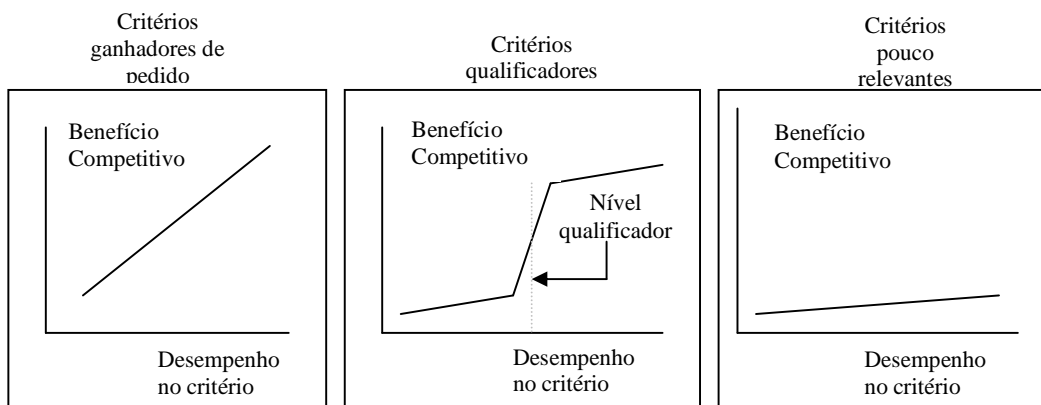 Critérios
ganhadores de
pedido
Benefício
Competitivo
Desempenho
no critério
Critérios
qualificadores
Benefício
Competitivo
Nível
qualificador
Desempenho
no critério
Critérios
pouco
relevantes
Benefício
Competitivo
Desempenho
no critério